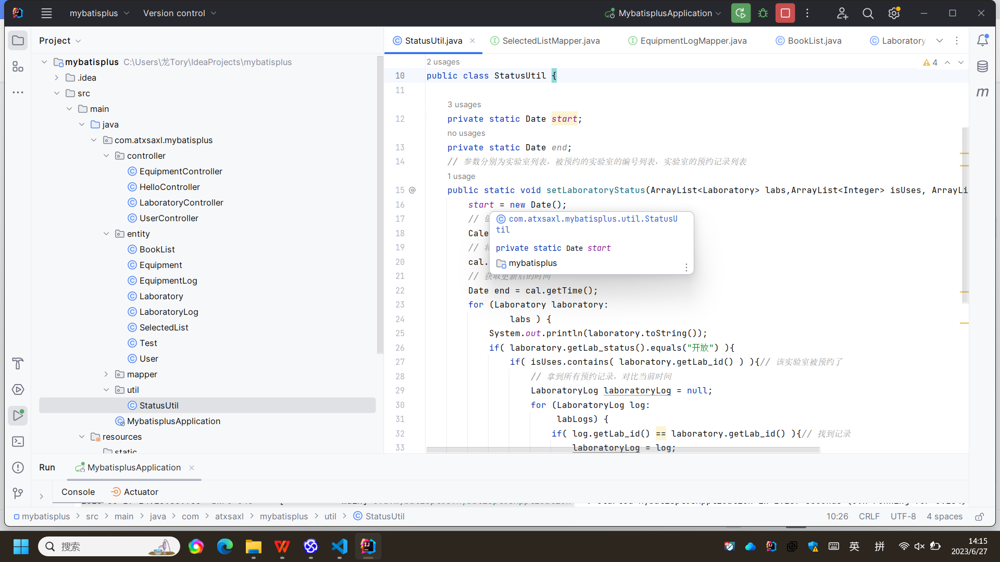 mybatisplus
Version control
MybatisplusApplication
Project
StatusUtil.java
SelectedListMapper.java
EquipmentLogMapper.java
BookList.java
Laboratory
mybatisplus C:\Users\龙Tory\IdeaProjects\mybatisplus
.idea
src
main
java
com.atxsaxl.mybatisplus
controller
EquipmentController
HelloController
LaboratoryController
UserController
entity
BookList
Equipment
EquipmentLog
Laboratory
LaboratoryLog
SelectedList
Test
User
mapper
util
StatusUtil
MybatisplusApplication
resources
static
2 usages
4
10 public class StatusUtil {
11
3 usages
12 private static Date start;
no usages
13 private static Date end;
14 // 参数分别为实验室列表，被预约的实验室的编号列表，实验室的预约记录列表
1 usage
15 @ public static void setLaboratoryStatus(ArrayList<Laboratory> labs,ArrayList<Integer> isUses, ArrayLi
16 start = new Date();
17 //
18 Cale
19 //
20 cal.
21 // 获取更新后的时间
22 Date end = cal.getTime();
23 for (Laboratory laboratory:
24 labs ) {
25 System.out.println(laboratory.toString());
26 if( laboratory.getLab_status().equals("开放") ){
27 if( isUses.contains( laboratory.getLab_id() ) ){// 该实验室被预约了
28 // 拿到所有预约记录，对比当前时间
29 LaboratoryLog laboratoryLog = null;
30 for (LaboratoryLog log:
31 labLogs) {
32 if( log.getLab_id() == laboratory.getLab_id() ){// 找到记录
33 laboratoryLog = log;
com.atxsaxl.mybatisplus.util.StatusU
til
private static Date start
mybatisplus
Run
MybatisplusApplication
Console
Actuator
mybatisplus > src > main > java > com > atxsaxl > mybatisplus > util > StatusUtil
10:26 CRLF UTF-8 4 spaces
搜索
英
拼
14:15
2023/6/27